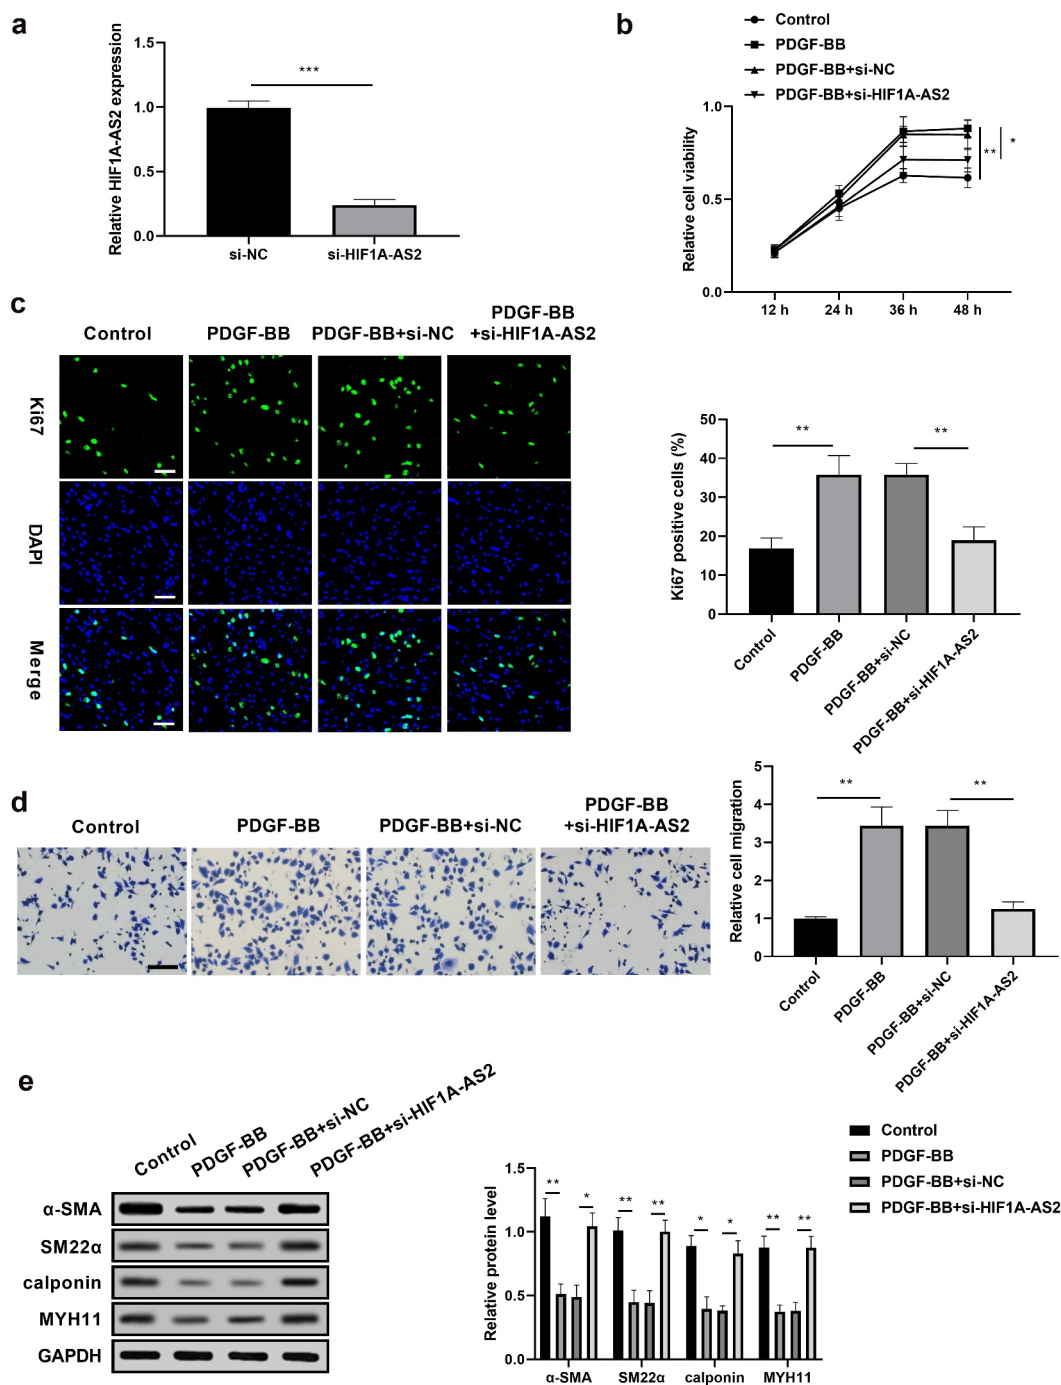 a
1.5
1.0
0.5
0.0
Relative HIF1A-AS2 expression
***
si-NC
si-HIF1A-AS2
b
Control
PDGF-BB
PDGF-BB+si-NC
PDGF-BB+si-HIF1A-AS2
1.0
0.5
0.0
Relative cell viability
**
*
12 h
24 h
36 h
48 h
c
Control
PDGF-BB
PDGF-BB+si-NC
PDGF-BB
+si-HIF1A-AS2
Ki67
DAPI
Merge
50
40
30
20
10
0
Ki67 positive cells (%)
**
**
Control
PDGF-BB
PDGF-BB+si-NC
PDGF-BB+si-HIF1A-AS2
d
Control
PDGF-BB
PDGF-BB+si-NC
PDGF-BB
+si-HIF1A-AS2
5
4
3
2
1
0
Relative cell migration
**
**
Control
PDGF-BB
PDGF-BB+si-NC
PDGF-BB+si-HIF1A-AS2
e
Control
PDGF-BB
PDGF-BB+si-NC
PDGF-BB+si-HIF1A-AS2
α-SMA
SM22α
calponin
MYH11
GAPDH
Control
PDGF-BB
PDGF-BB+si-NC
PDGF-BB+si-HIF1A-AS2
1.5
1.0
0.5
0.0
Relative protein level
** *
** **
* *
** **
α-SMA
SM22α
calponin
MYH11